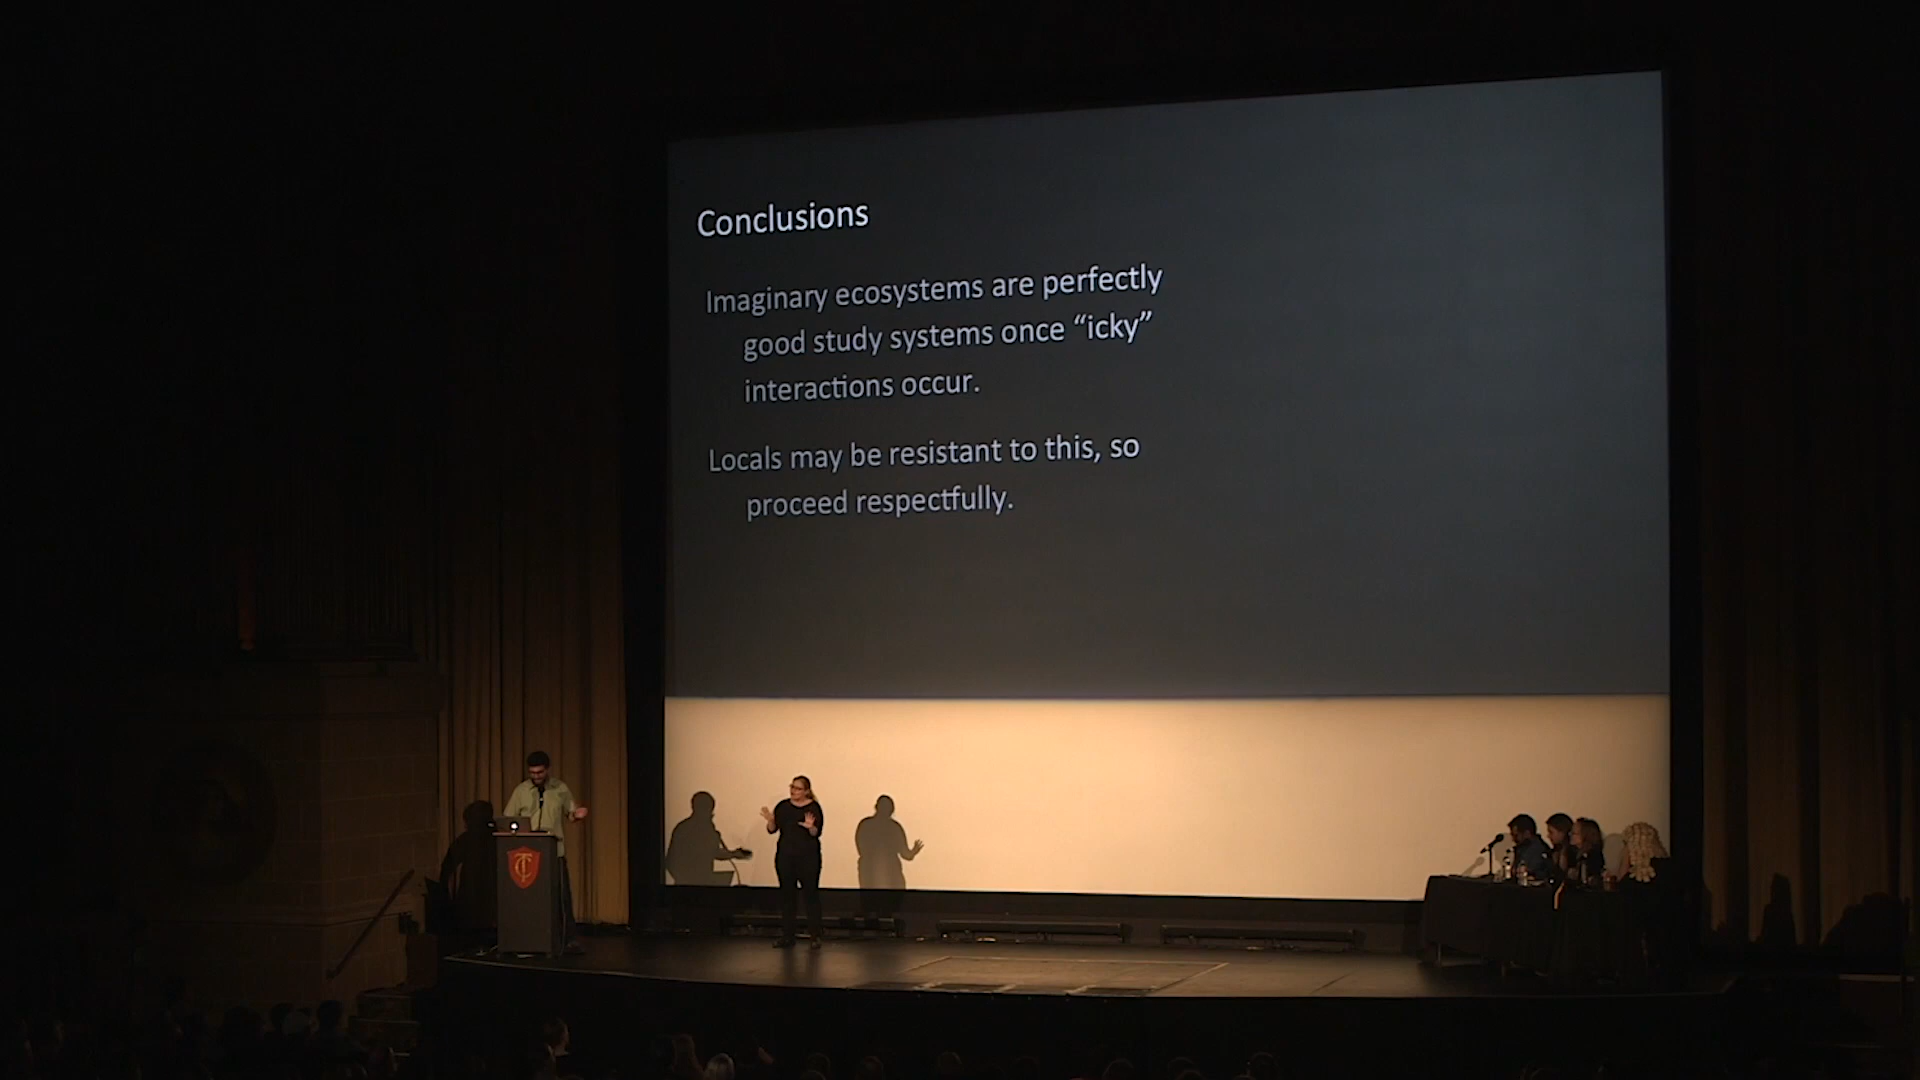 Conclusions
Imaginary ecosystems are perfectly
good study systems once “icky”
interactions occur.
Locals may be resistant to this, so
proceed respectfully.
TC